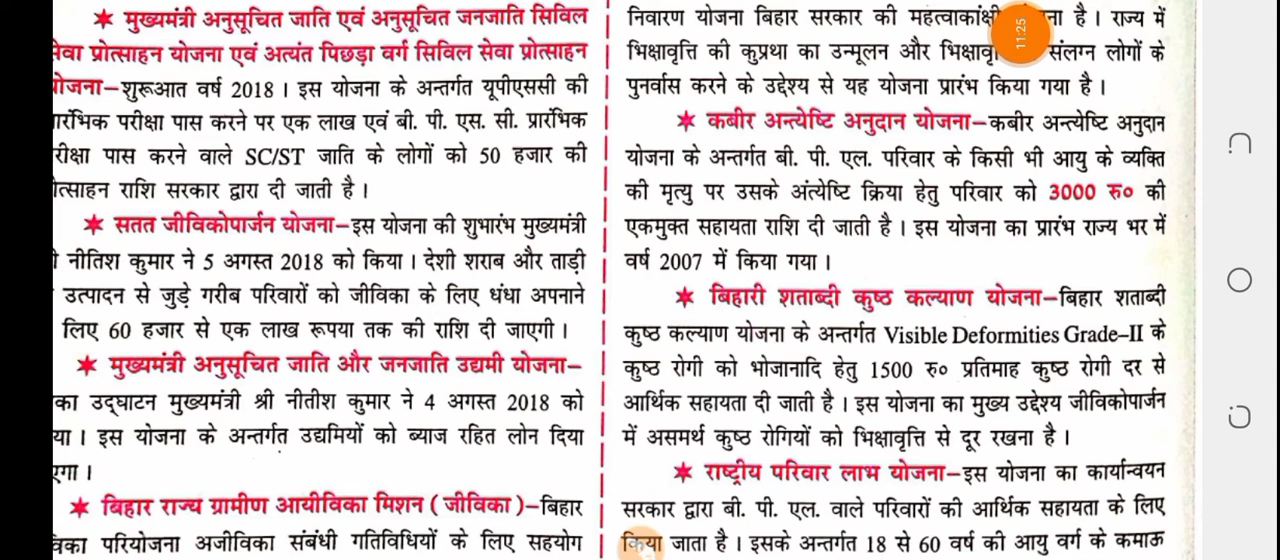 ★ मुख्यमंत्री अनुसूचित जाति एवं अनुसूचित जनजाति सिविल
सेवा प्रोत्साहन योजना एवं अत्यंत पिछड़ा वर्ग सिविल सेवा प्रोत्साहन
योजना–शुरूआत वर्ष 2018। इस योजना के अन्तर्गत यूपीएससी की
प्रारंभिक परीक्षा पास करने पर एक लाख एवं बी. पी. एस. सी. प्रारंभिक
परीक्षा पास करने वाले SC/ST जाति के लोगों को 50 हजार की
प्रोत्साहन राशि सरकार द्वारा दी जाती है।
★ सतत जीविकोपार्जन योजना–इस योजना की शुभारंभ मुख्यमंत्री
नीतिश कुमार ने 5 अगस्त 2018 को किया। देशी शराब और ताड़ी
उत्पादन से जुड़े गरीब परिवारों को जीविका के लिए धंधा अपनाने
लिए 60 हजार से एक लाख रूपया तक की राशि दी जाएगी।
★ मुख्यमंत्री अनुसूचित जाति और जनजाति उद्यमी योजना–
का उद्घाटन मुख्यमंत्री श्री नीतीश कुमार ने 4 अगस्त 2018 को
या। इस योजना के अन्तर्गत उद्यमियों को ब्याज रहित लोन दिया
एगा।
★ बिहार राज्य ग्रामीण आयीविका मिशन ( जीविका )–बिहार
विका परियोजना अजीविका संबंधी गतिविधियों के लिए सहयोग
निवारण योजना बिहार सरकार की महत्वाकांक्षी ना है। राज्य में
भिक्षावृत्ति की कुप्रथा का उन्मूलन और भिक्षावृ संलग्न लोगों के
पुनर्वास करने के उद्देश्य से यह योजना प्रारंभ किया गया है।
★ कबीर अन्त्येष्टि अनुदान योजना–कबीर अन्त्येष्टि अनुदान
योजना के अन्तर्गत बी. पी. एल. परिवार के किसी भी आयु के व्यक्ति
की मृत्यु पर उसके अंत्येष्टि क्रिया हेतु परिवार को 3000 रु० की
एकमुक्त सहायता राशि दी जाती है। इस योजना का प्रारंभ राज्य भर में
वर्ष 2007 में किया गया।
★ बिहारी शताब्दी कुष्ठ कल्याण योजना–बिहार शताब्दी
कुष्ठ कल्याण योजना के अन्तर्गत Visible Deformities Grade–II के
कुष्ठ रोगी को भोजानादि हेतु 1500 रु० प्रतिमाह कुष्ठ रोगी दर से
आर्थिक सहायता दी जाती है। इस योजना का मुख्य उद्देश्य जीविकोपार्जन
में असमर्थ कुष्ठ रोगियों को भिक्षावृत्ति से दूर रखना है।
★ राष्ट्रीय परिवार लाभ योजना–इस योजना का कार्यान्वयन
सरकार द्वारा बी. पी. एल. वाले परिवारों की आर्थिक सहायता के लिए
किया जाता है। इसके अन्तर्गत 18 से 60 वर्ष की आयु वर्ग के कमाऊ
11:25